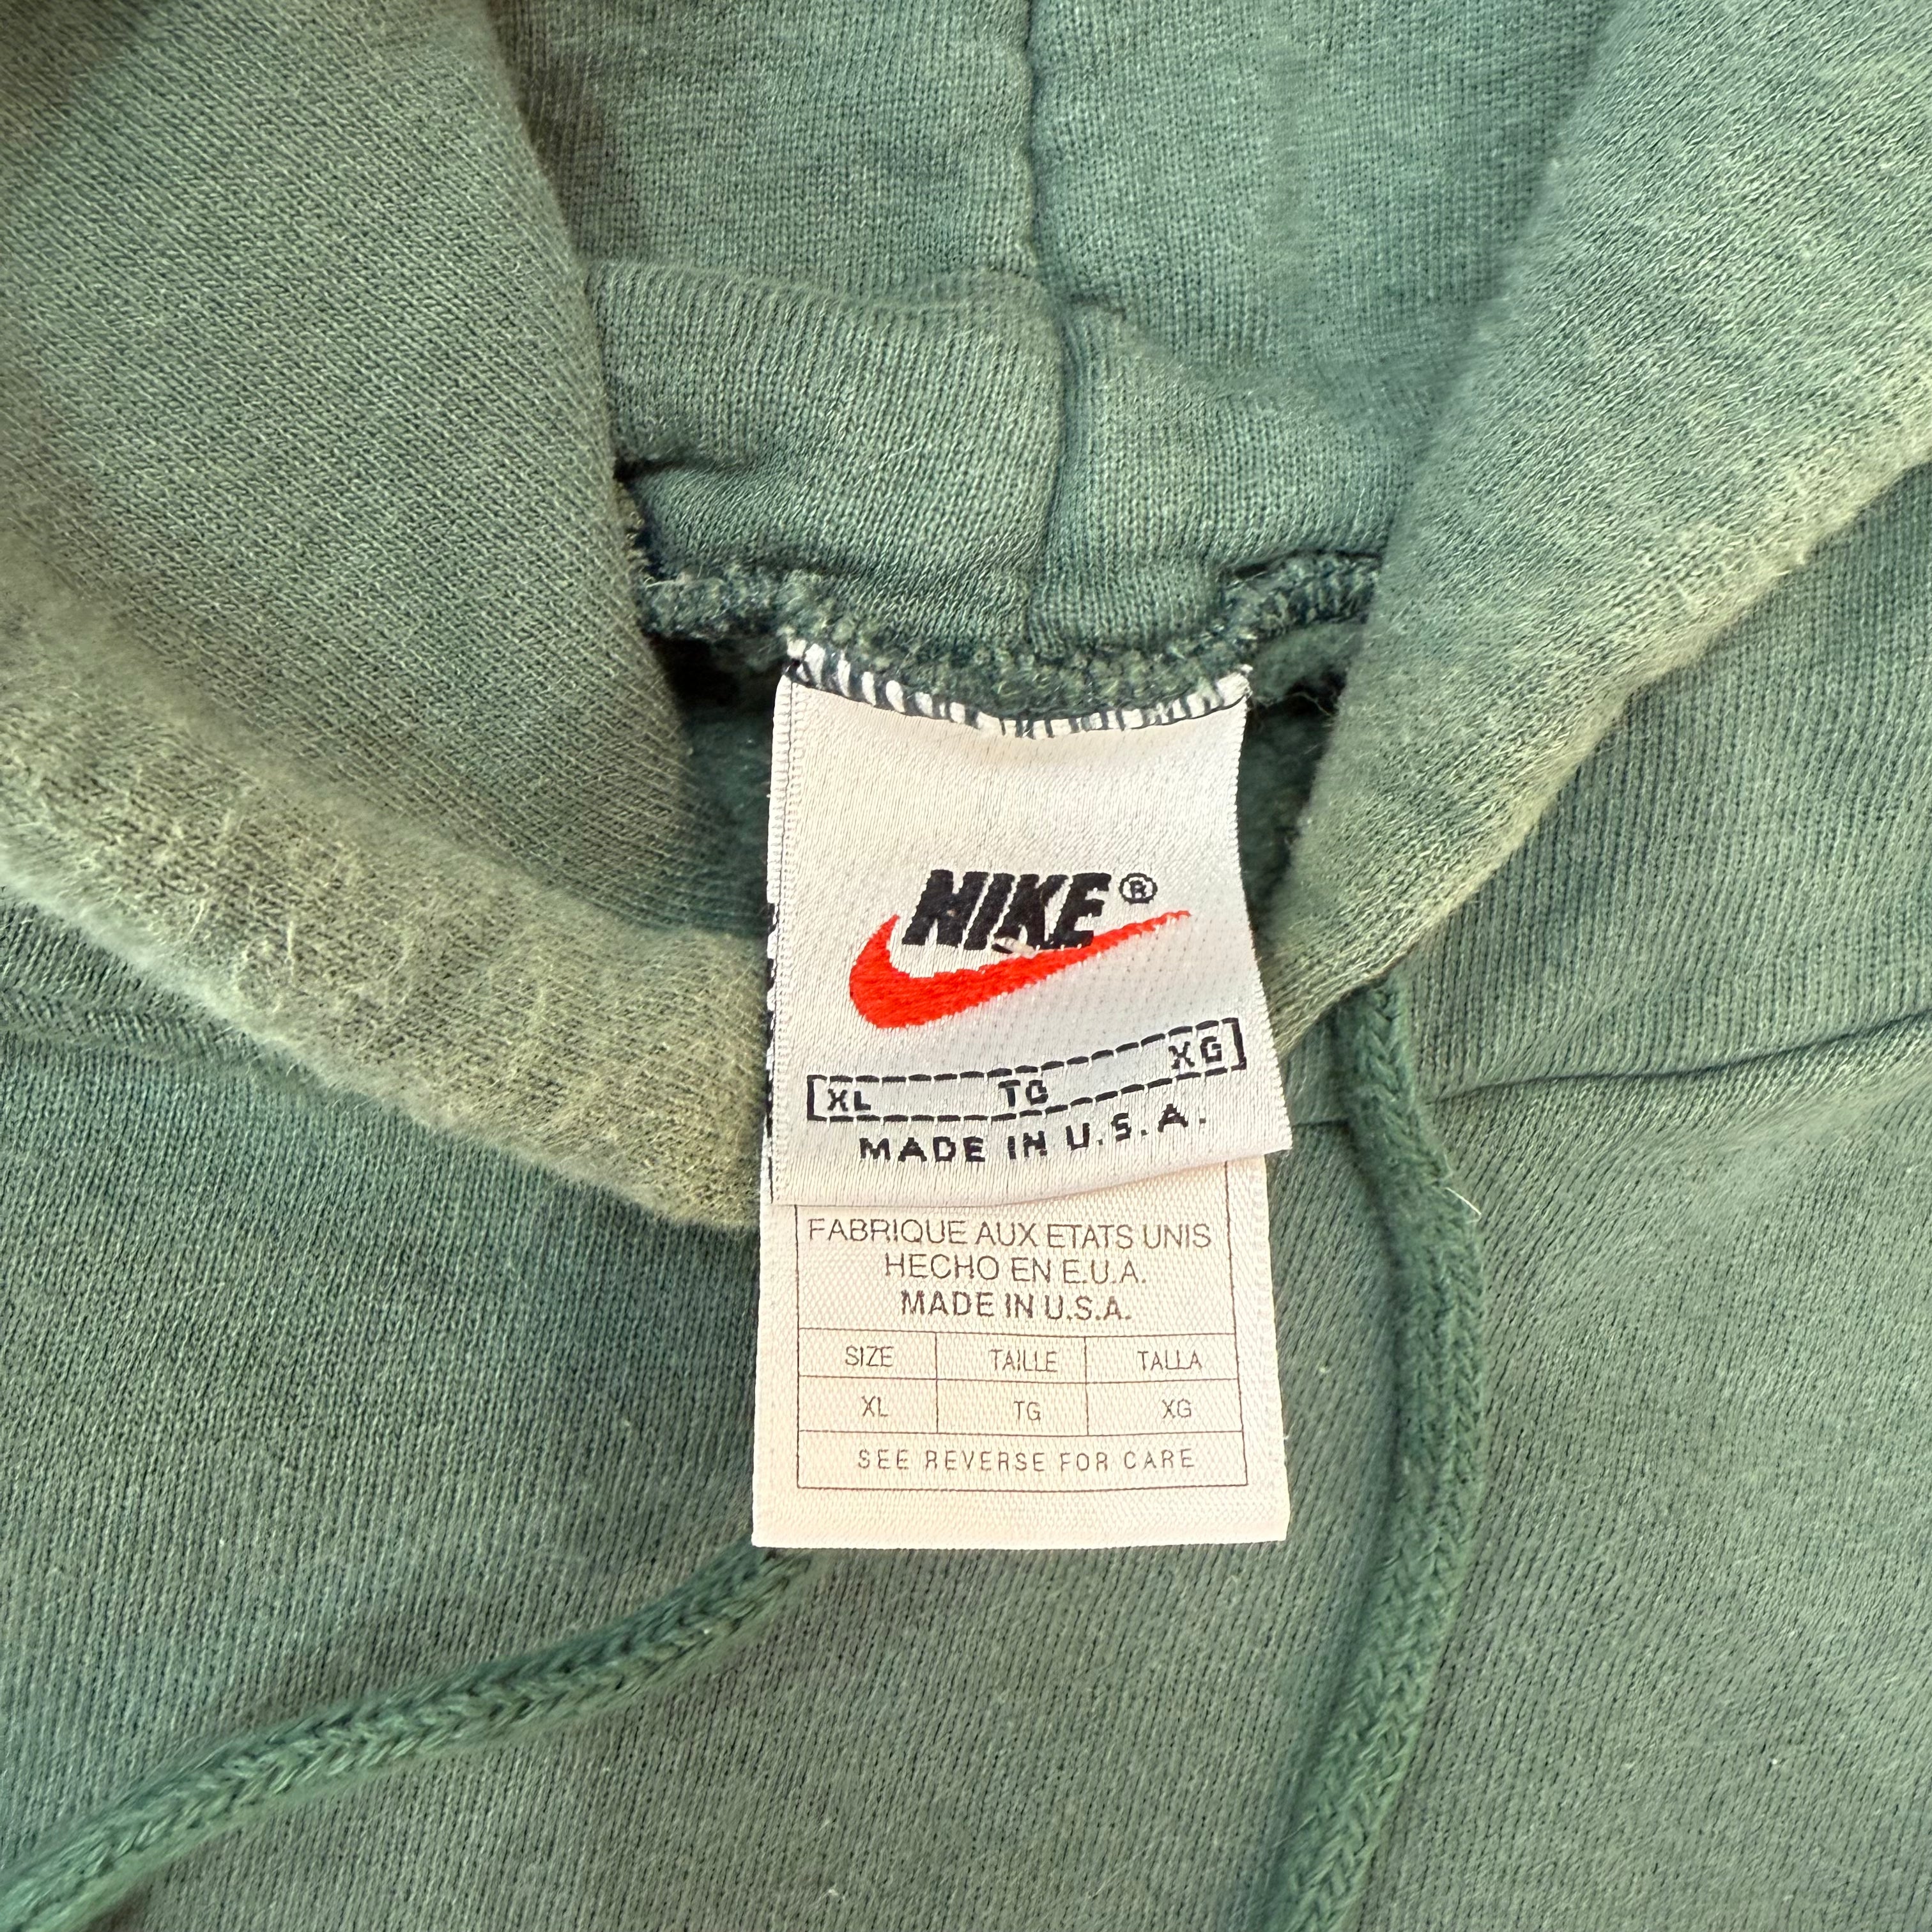 NIKE®
[XL TG XG]
MADE IN U.S.A.
FABRIQUE AUX ETATS UNIS
HECHO EN E.U.A.
MADE IN U.S.A.
SIZE TAILLE TALLA
XL TG XG
SEE REVERSE FOR CARE